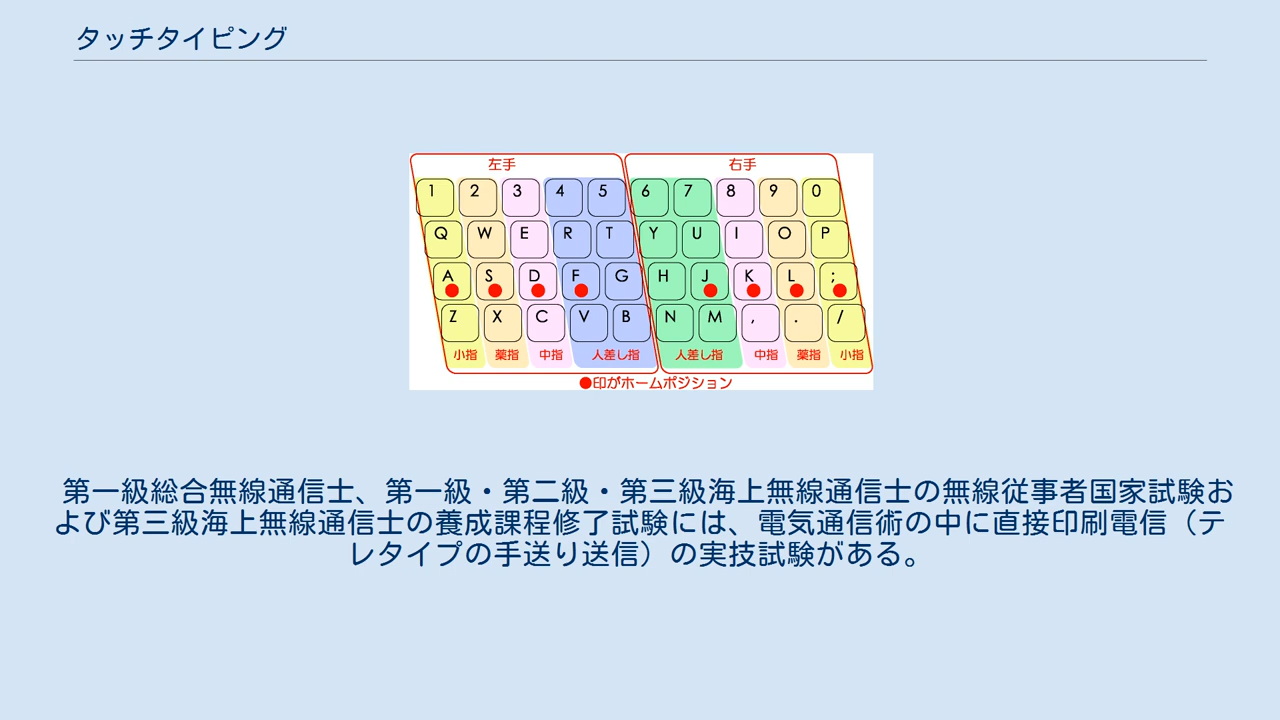 タッチタイピング
左手 右手
1 2 3 4 5 6 7 8 9 0
Q W E R T Y U I O P
A S D F G H J K L ;
Z X C V B N M , . /
小指 薬指 中指 人差し指 人差し指 中指 薬指 小指
●印がホームポジション
第一級総合無線通信士、第一級・第二級・第三級海上無線通信士の無線従事者国家試験お
よび第三級海上無線通信士の養成課程修了試験には、電気通信術の中に直接印刷電信（テ
レタイプの手送り送信）の実技試験がある。